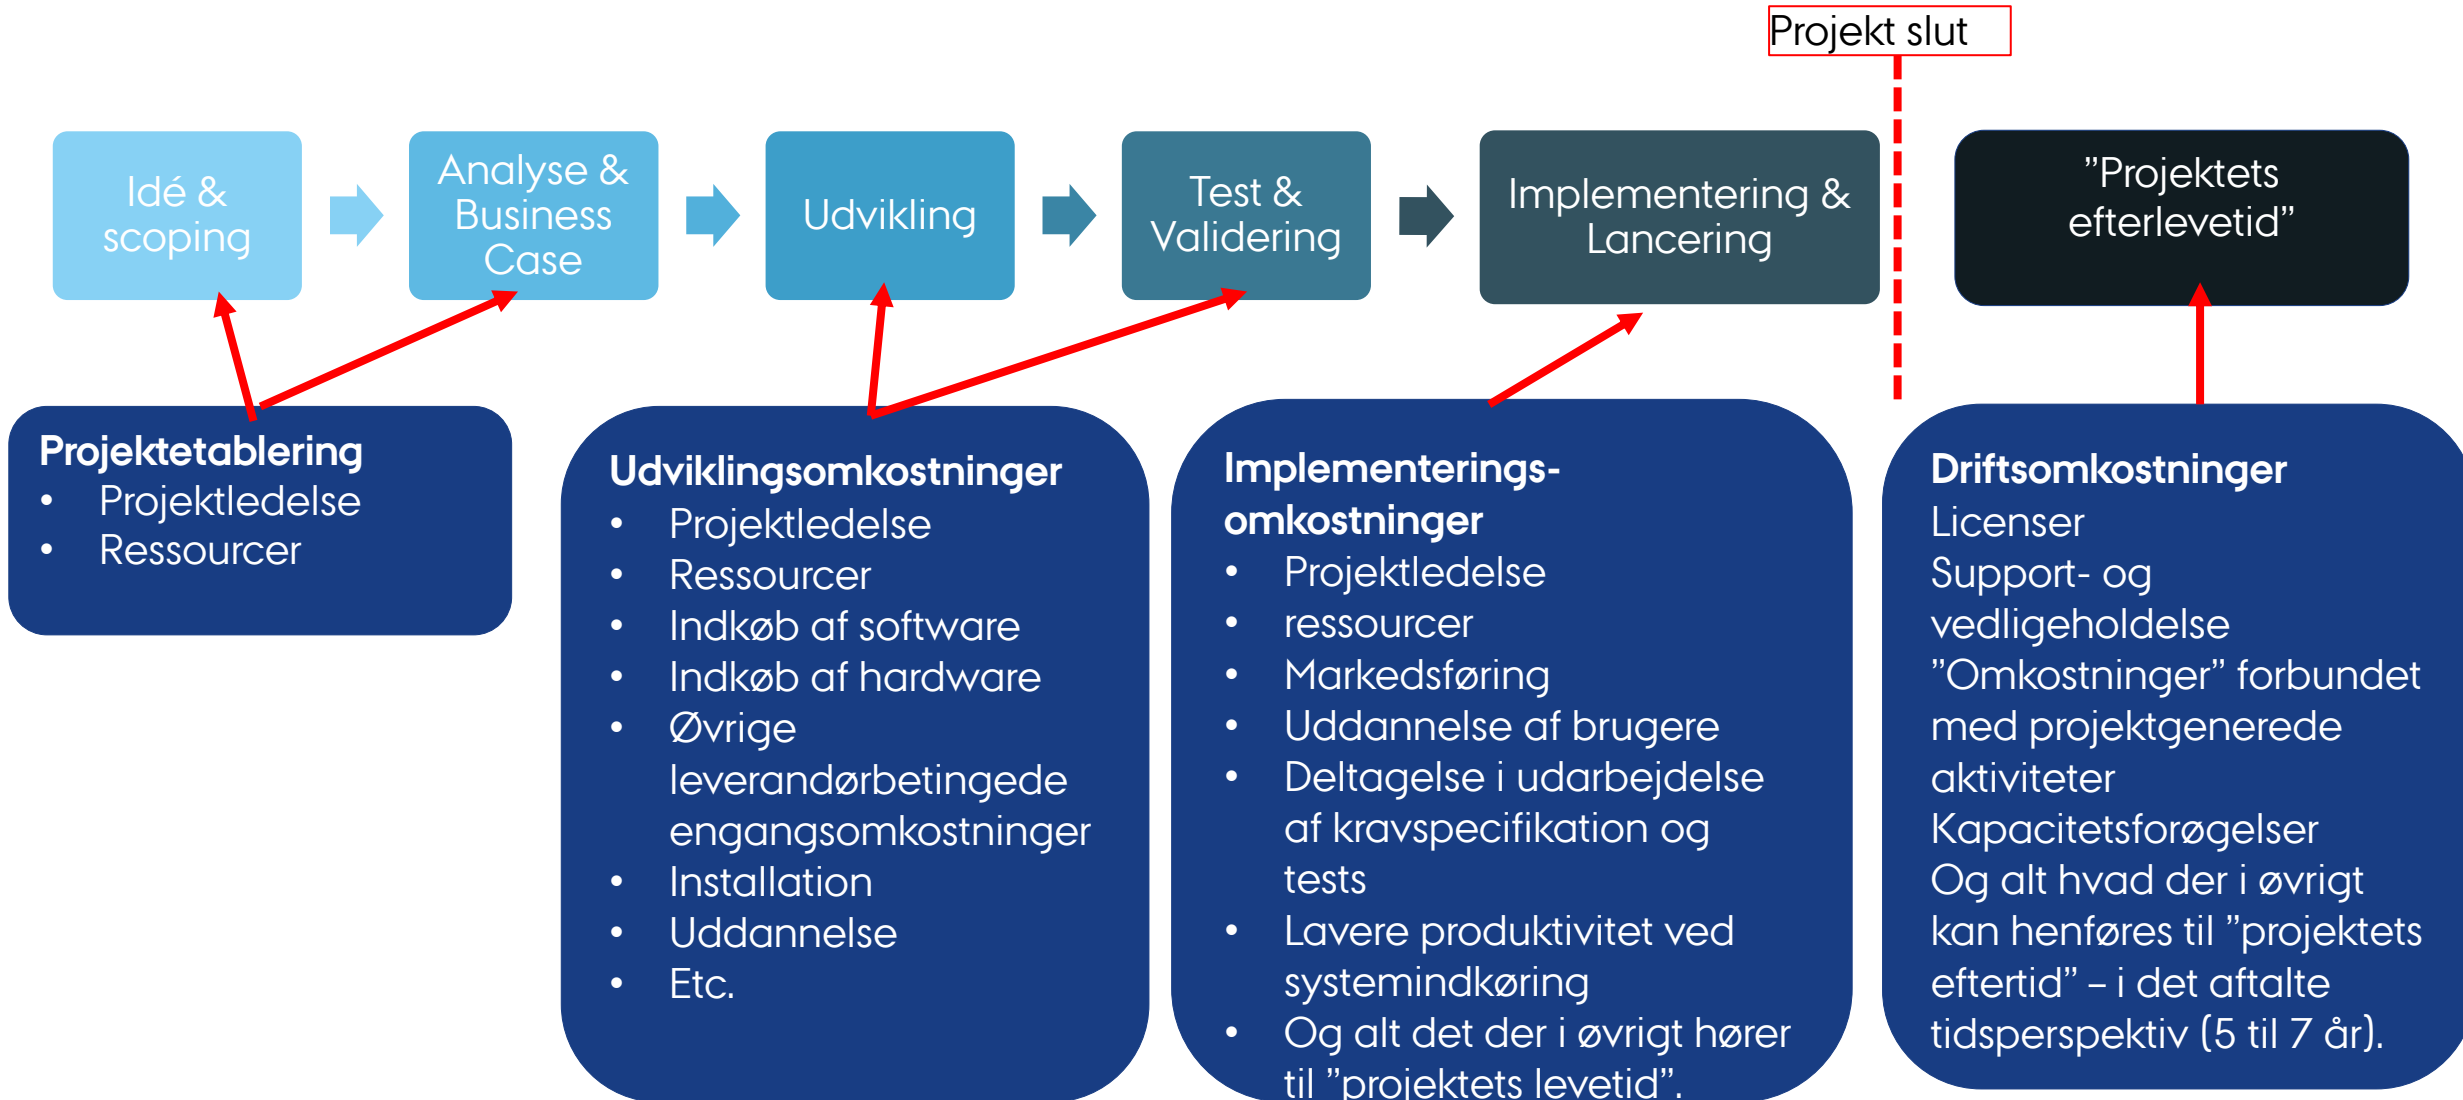 Projekt slut
Idé &
scoping
Analyse &
Business
Case
Udvikling
Test &
Validering
Implementering &
Lancering
”Projektets
efterlevetid”
Projektetablering
• Projektledelse
• Ressourcer
Udviklingsomkostninger
• Projektledelse
• Ressourcer
• Indkøb af software
• Indkøb af hardware
• Øvrige
leverandørbetingede
engangsomkostninger
• Installation
• Uddannelse
• Etc.
Implementerings-
omkostninger
• Projektledelse
• ressourcer
• Markedsføring
• Uddannelse af brugere
• Deltagelse i udarbejdelse
af kravspecifikation og
tests
• Lavere produktivitet ved
systemindkøring
• Og alt det der i øvrigt hører
til ”projektets levetid”.
Driftsomkostninger
Licenser
Support- og
vedligeholdelse
”Omkostninger” forbundet
med projektgenerede
aktiviteter
Kapacitetsforøgelser
Og alt hvad der i øvrigt
kan henføres til ”projektets
eftertid” – i det aftalte
tidsperspektiv (5 til 7 år).